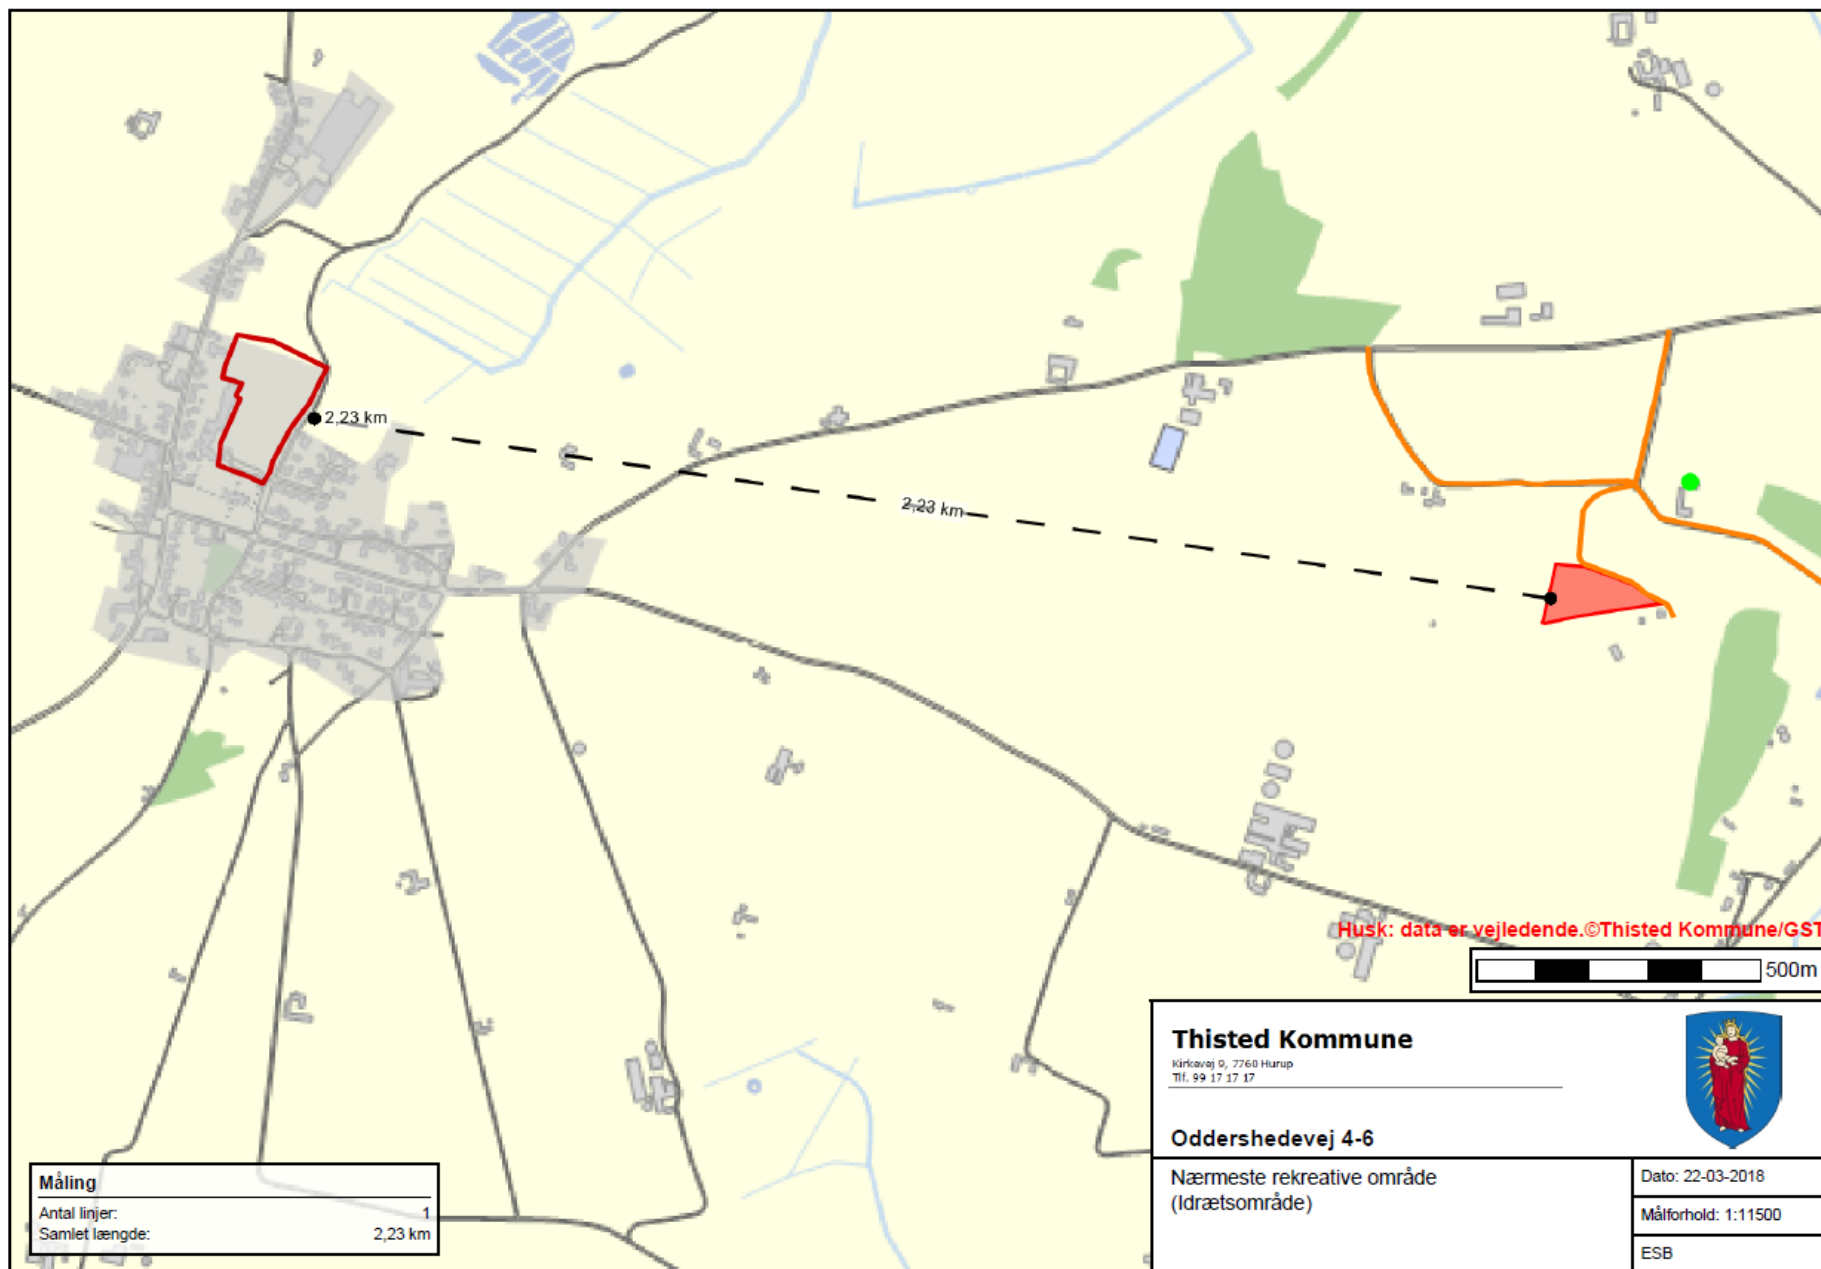 2,23 km
2,23 km
Husk: data er vejledende.©Thisted Kommune/GST
500m
Thisted Kommune
Kirkevej 9, 7760 Hurup
Tlf. 99 17 17 17
Oddershedevej 4-6
Nærmeste rekreative område
(Idrætsområde)
Dato: 22-03-2018
Målforhold: 1:11500
ESB
Måling
Antal linjer: 1
Samlet længde: 2,23 km